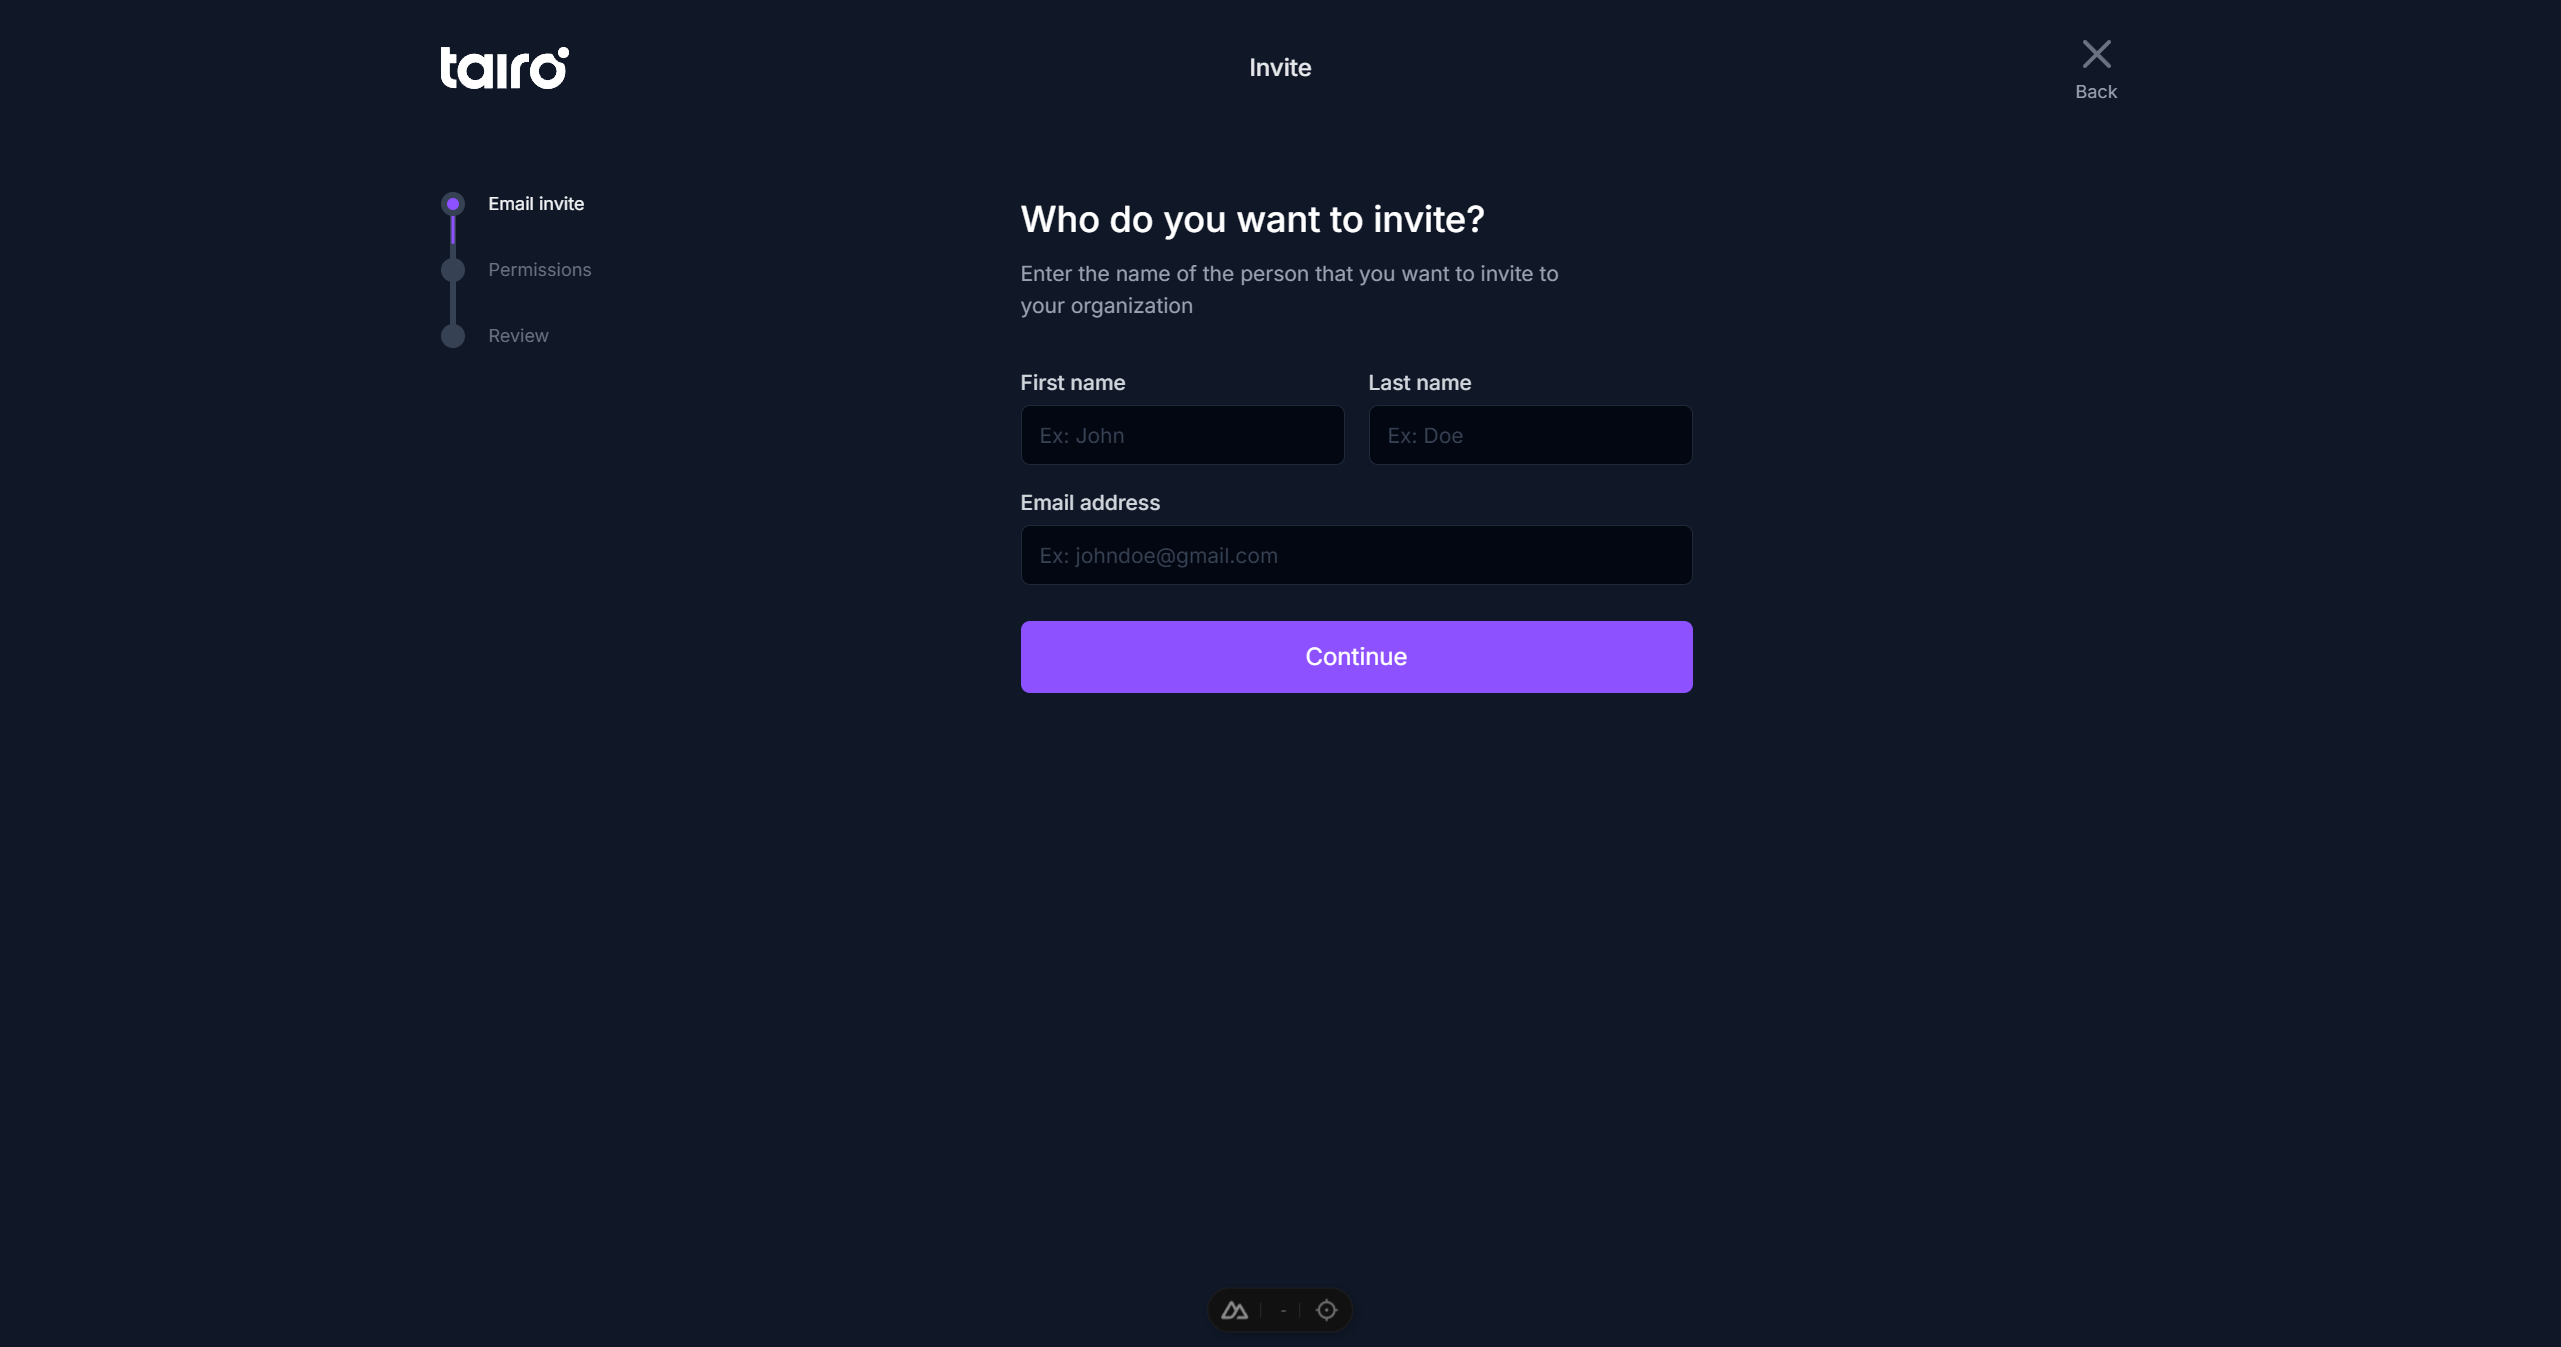 tairo
Invite
Back
Email invite
Permissions
Review
Who do you want to invite?
Enter the name of the person that you want to invite to
your organization
First name
Last name
Ex: John
Ex: Doe
Email address
Ex: johndoe@gmail.com
Continue
-